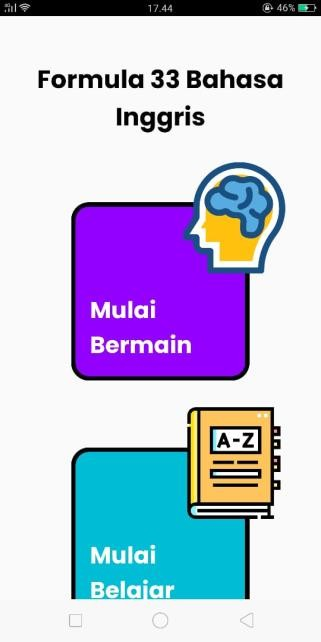 17.44
46%
Formula 33 Bahasa
Inggris
Mulai
Bermain
A-Z
Mulai
Belajar